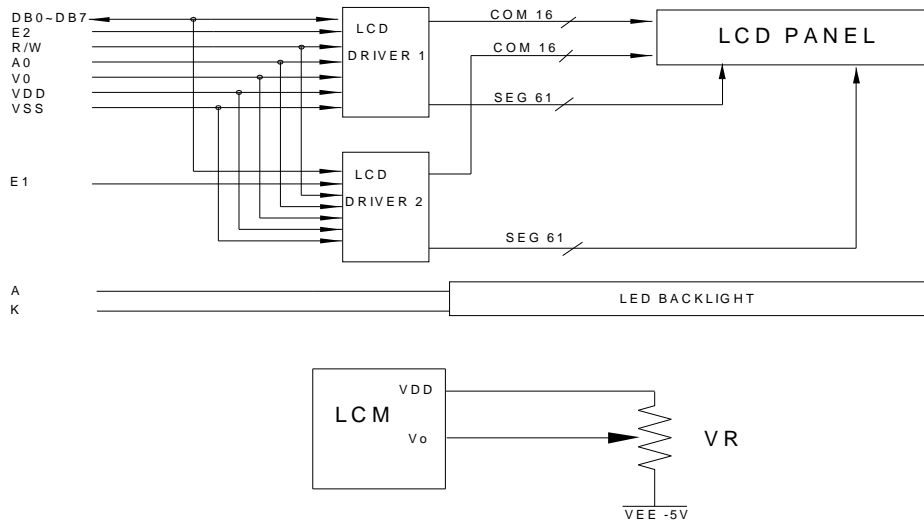 DB0~DB7
E2
R/W
A0
V0
VDD
VSS
E1
LCD
DRIVER 1
LCD
DRIVER 2
COM 16
COM 16
SEG 61
SEG 61
LCD PANEL
A
K
LED BACKLIGHT
LCM
VDD
Vo
VR
VEE -5V